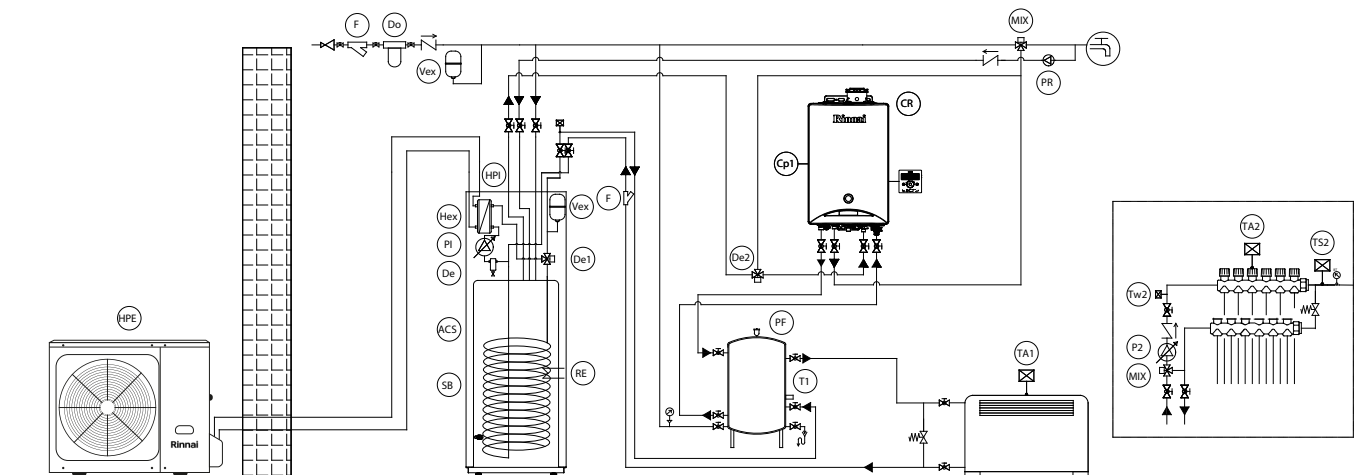 F
Do
MIX
Vex
PR
CR
Rinnai
Cp1
HPI
F
Hex
Vex
PI
De1
De2
De
TA2
TS2
Tw2
HPE
ACS
PF
P2
MIX
SB
RE
T1
TA1
Rinnai